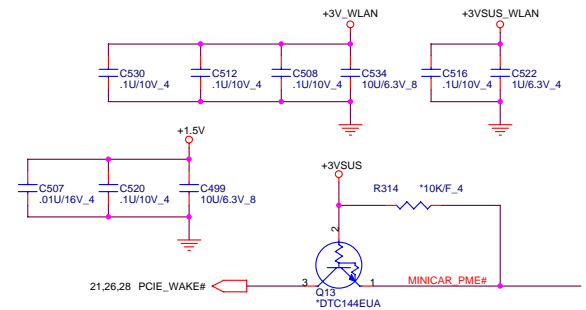 +3V_WLAN
+3VSUS_WLAN
C530
.1U/10V_4
C512
.1U/10V_4
C508
.1U/10V_4
C534
10U/6.3V_8
C516
.1U/10V_4
C522
1U/6.3V_4
+1.5V
C507
.01U/16V_4
C520
.1U/10V_4
C499
10U/6.3V_8
+3VSUS
R314
*10K/F_4
2
21,26,28 PCIE_WAKE#
3
1
MINICAR_PME#
Q13
*DTC144EUA